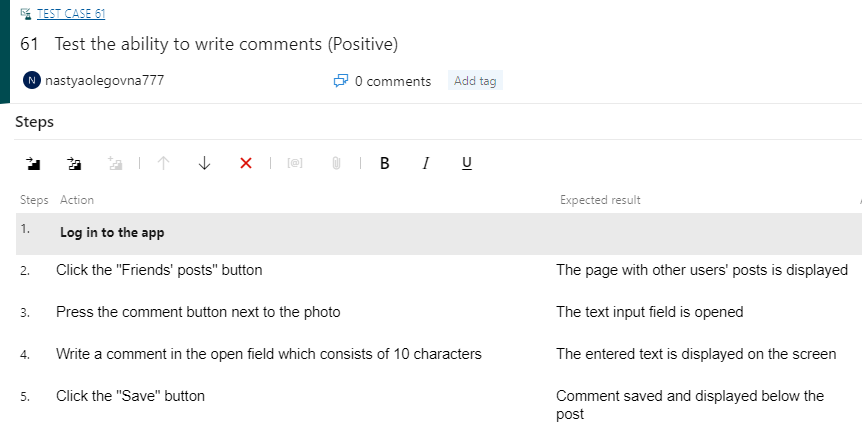 TEST CASE 61
61 Test the ability to write comments (Positive)
N nastyaolegovna777 0 comments Add tag
Steps
[@] B I U
Steps Action Expected result
1. Log in to the app
2. Click the "Friends' posts" button The page with other users' posts is displayed
3. Press the comment button next to the photo The text input field is opened
4. Write a comment in the open field which consists of 10 characters The entered text is displayed on the screen
5. Click the "Save" button Comment saved and displayed below the
post